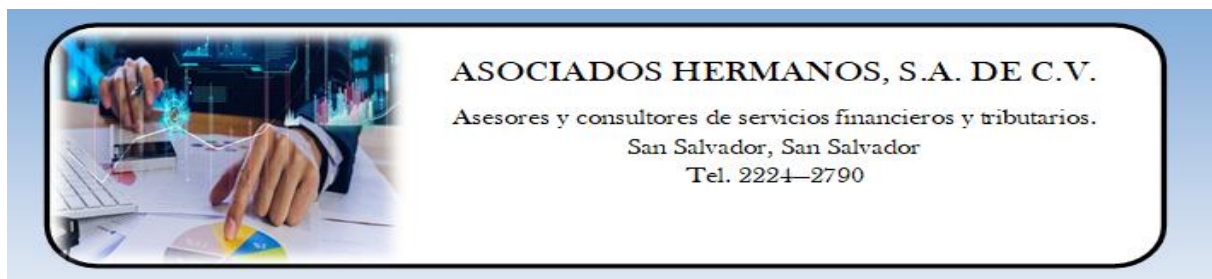 ASOCIADOS HERMANOS, S.A. DE C.V.
Asesores y consultores de servicios financieros y tributarios.
San Salvador, San Salvador
Tel. 2224—2790